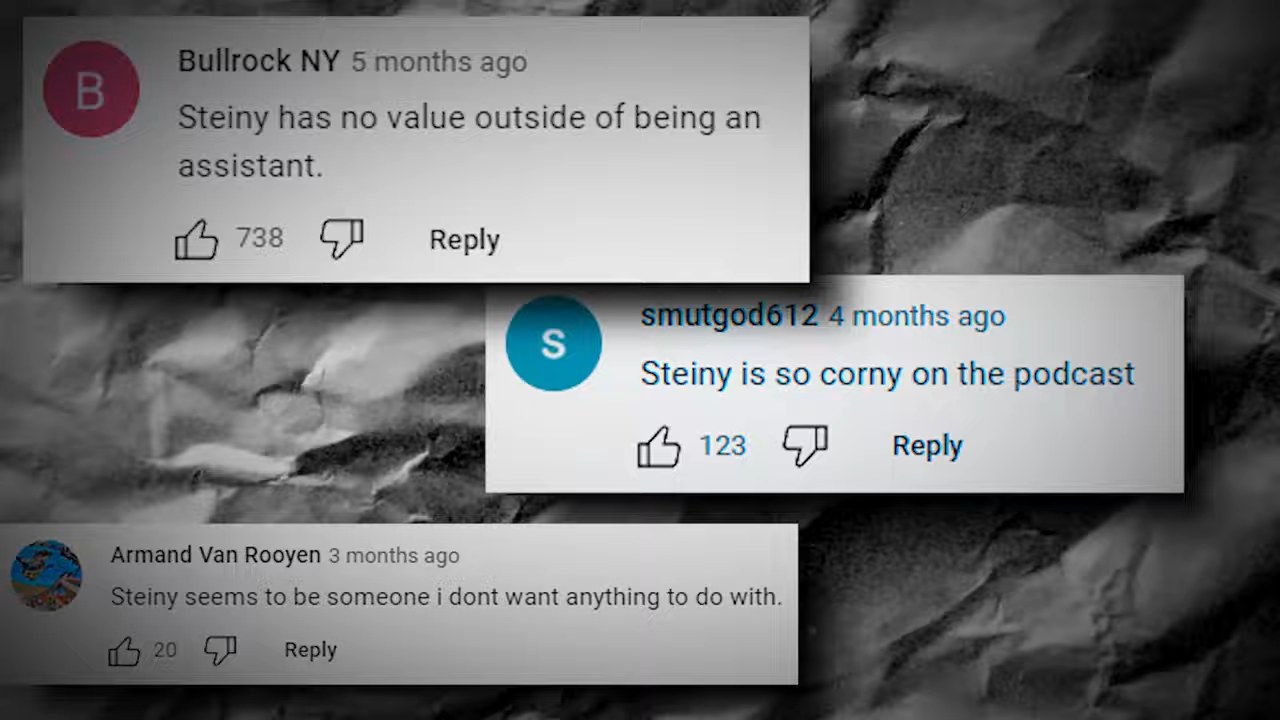 B
Bullrock NY 5 months ago
Steiny has no value outside of being an
assistant.
738 Reply
S
smutgod612 4 months ago
Steiny is so corny on the podcast
123 Reply
Armand Van Rooyen 3 months ago
Steiny seems to be someone i dont want anything to do with.
20 Reply